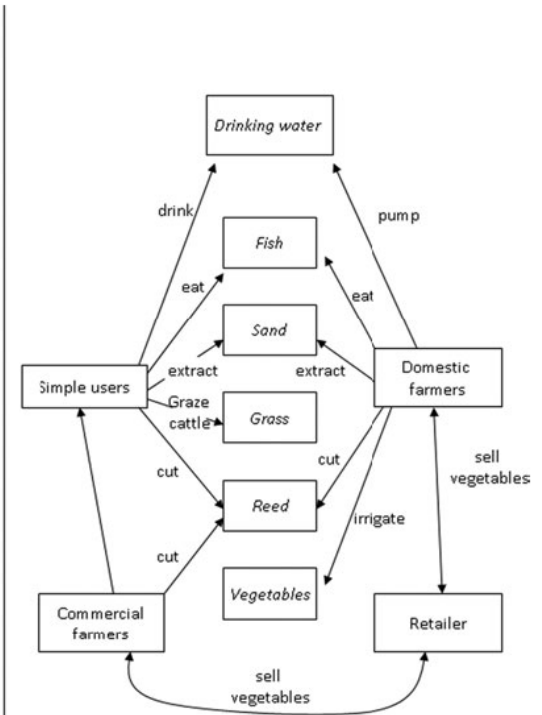 Drinking water
drink
pump
Fish
eat
eat
Sand
Simple users
extract
extract
Domestic
farmers
Graze
cattle
Grass
cut
cut
sell
vegetables
Reed
irrigate
cut
Vegetables
Commercial
farmers
Retailer
sell
vegetables